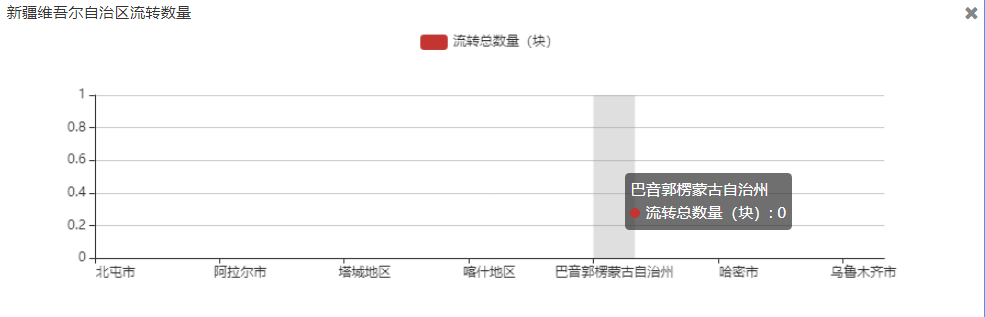 新疆维吾尔自治区流转数量
流转总数量（块）
1
0.8
0.6
0.4
0.2
0
巴音郭楞蒙古自治州
流转总数量（块）: 0
北屯市 阿拉尔市 塔城地区 喀什地区 巴音郭楞蒙古自治州 哈密市 乌鲁木齐市